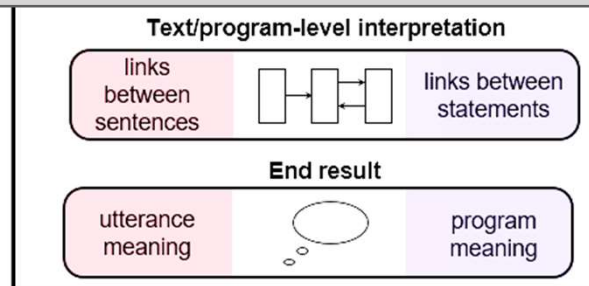 Text/program-level interpretation
links
between
sentences
links between
statements
End result
utterance
meaning
program
meaning